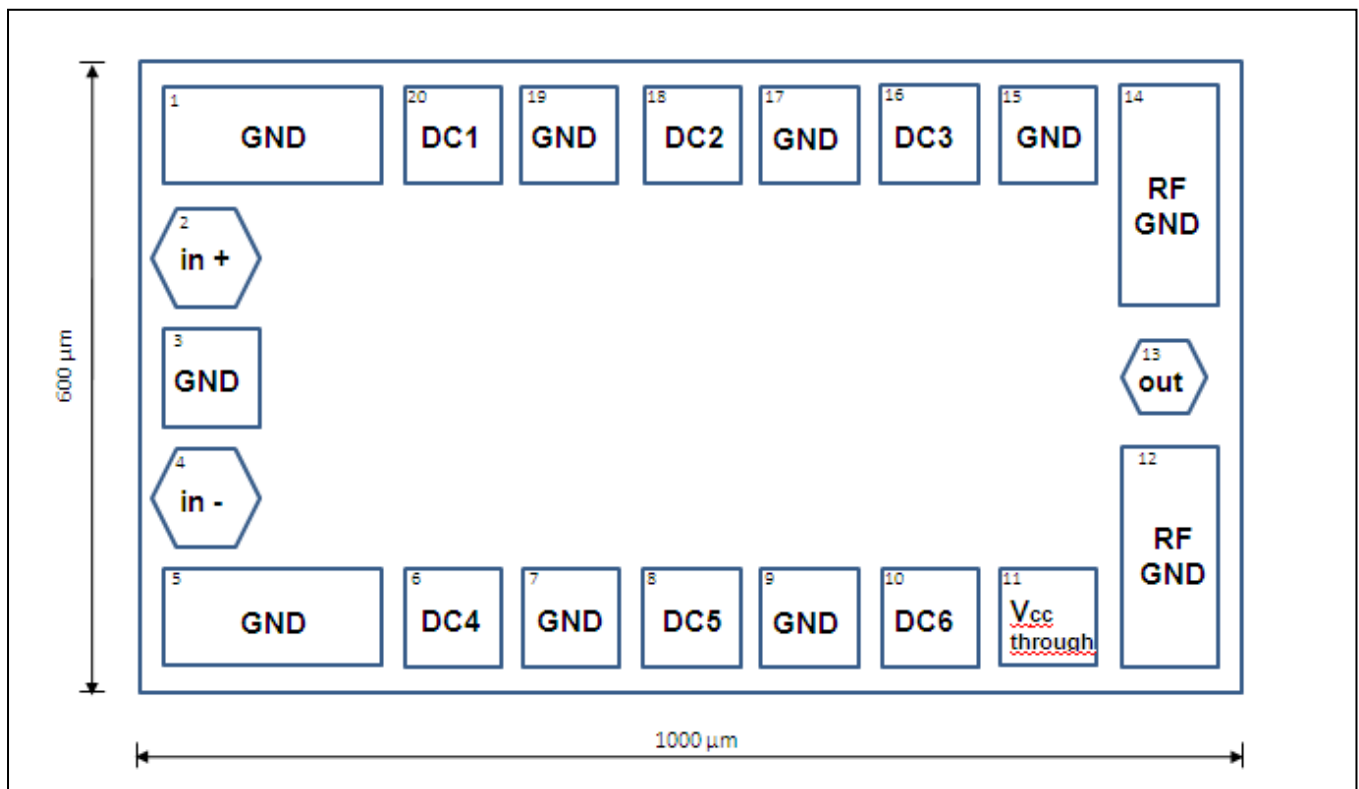 1
GND
20
DC1
19
GND
18
DC2
17
GND
16
DC3
15
GND
14
RF
GND
2
in +
3
GND
4
in -
13
out
12
RF
GND
5
GND
6
DC4
7
GND
8
DC5
9
GND
10
DC6
11
Vcc
through
600 µm
1000 µm